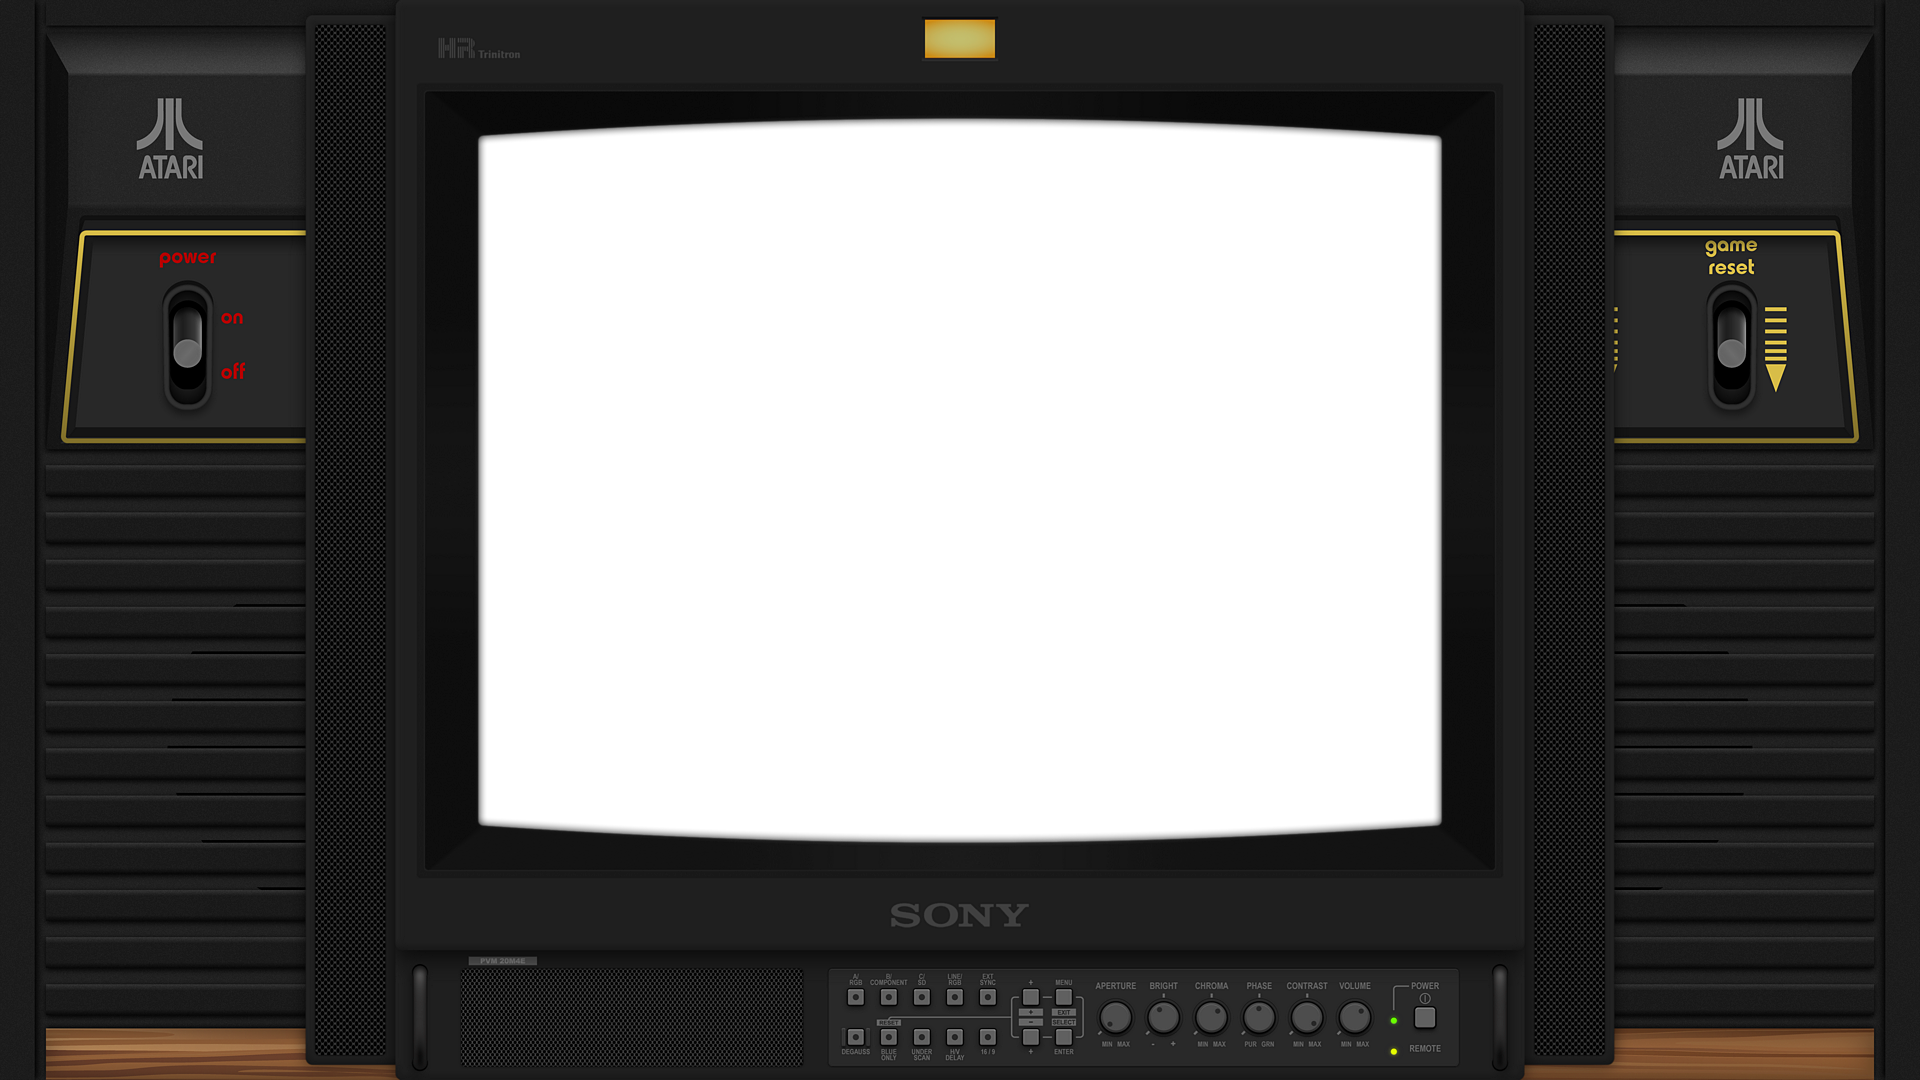 HR Trinitron
ATARI
ATARI
power
on
off
game
reset
SONY
PVM 20M4E
A/
RGB
B/
COMPONENT
C/
SD
LINE/
RGB
EXT
SYNC
+
MENU
+
EXIT
−
SELECT
RESET
DEGAUSS
BLUE
ONLY
UNDER
SCAN
H/V
DELAY
16 / 9
+
ENTER
APERTURE
BRIGHT
CHROMA
PHASE
CONTRAST
VOLUME
MIN MAX
- +
MIN MAX
PUR GRN
MIN MAX
MIN MAX
POWER
REMOTE